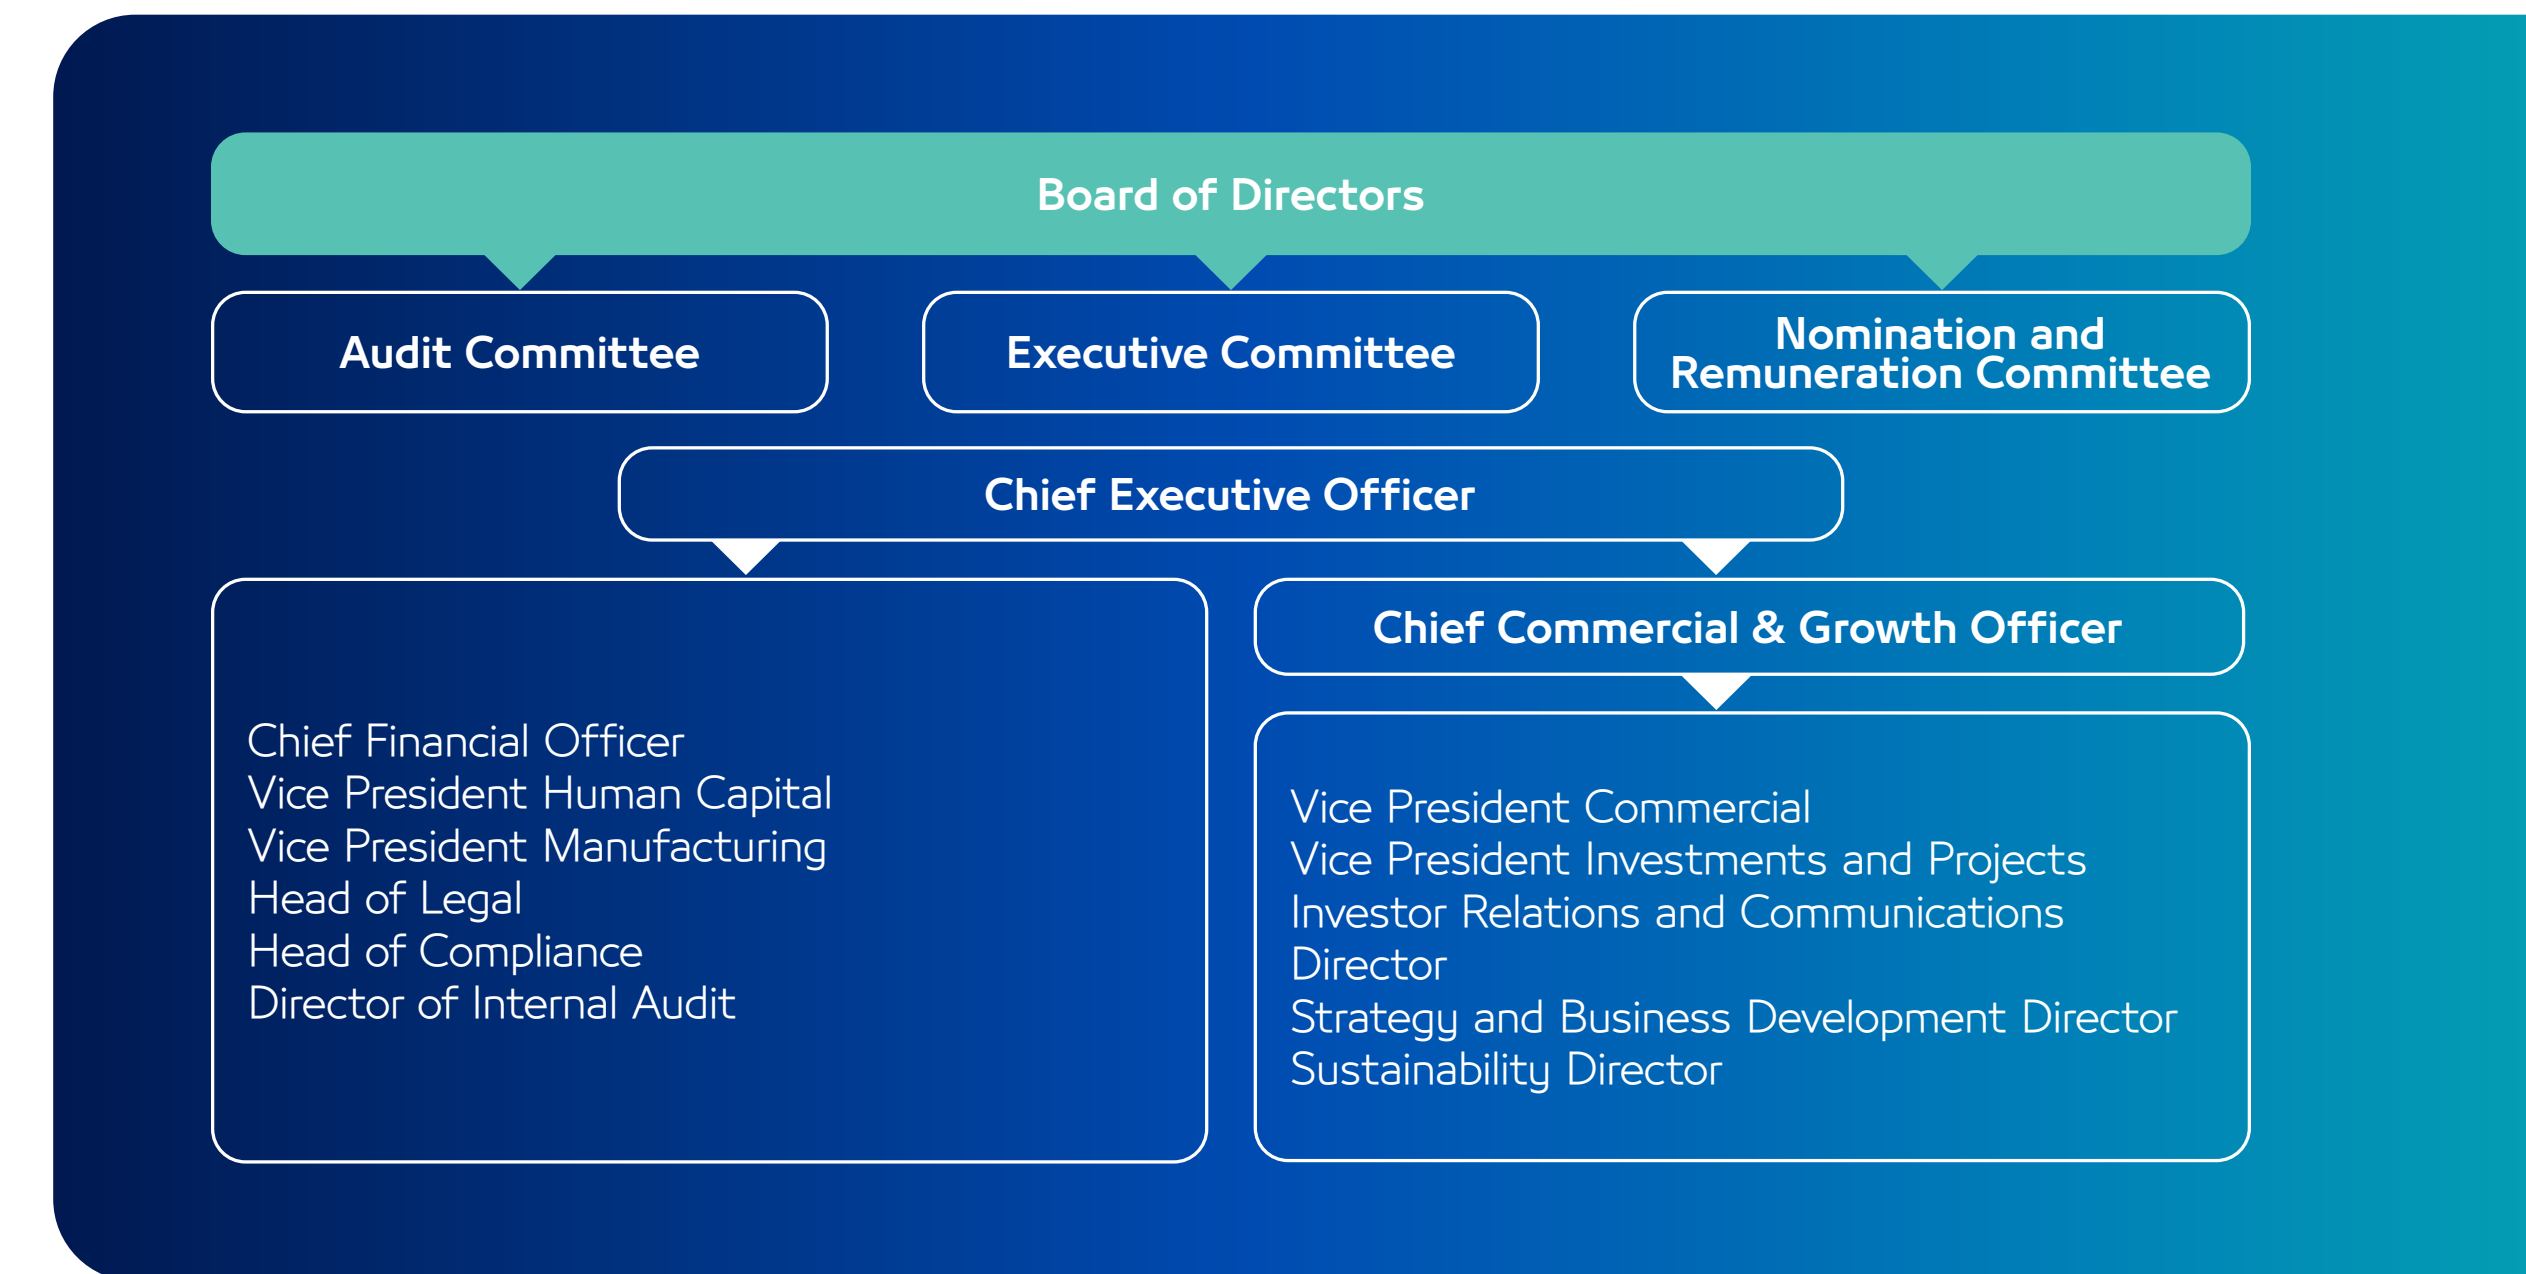 Board of Directors
Audit Committee
Executive Committee
Nomination and
Remuneration Committee
Chief Executive Officer
Chief Financial Officer
Vice President Human Capital
Vice President Manufacturing
Head of Legal
Head of Compliance
Director of Internal Audit
Chief Commercial & Growth Officer
Vice President Commercial
Vice President Investments and Projects
Investor Relations and Communications
Director
Strategy and Business Development Director
Sustainability Director